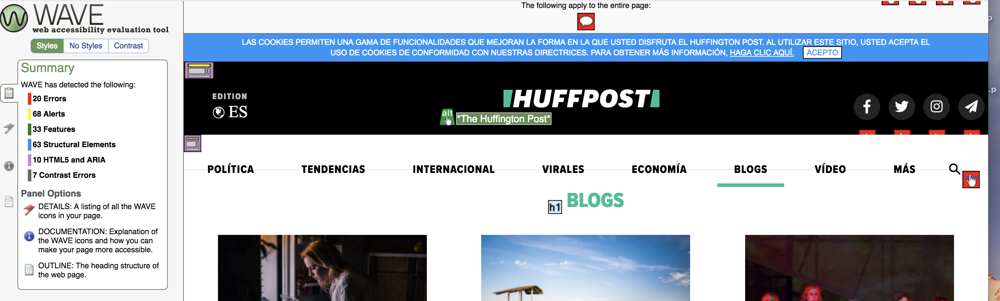 WAVE
web accessibility evaluation tool
Styles No Styles Contrast
Summary
WAVE has detected the following:
20 Errors
68 Alerts
33 Features
63 Structural Elements
10 HTML5 and ARIA
7 Contrast Errors
Panel Options
DETAILS: A listing of all the WAVE
icons in your page.
DOCUMENTATION: Explanation of
the WAVE icons and how you can
make your page more accessible.
OUTLINE: The heading structure of
the web page.
The following apply to the entire page:
LAS COOKIES PERMITEN UNA GAMA DE FUNCIONALIDADES QUE MEJORAN LA FORMA EN LA QUE USTED DISFRUTA EL HUFFINGTON POST. AL UTILIZAR ESTE SITIO, USTED ACEPTA EL
USO DE COOKIES DE CONFORMIDAD CON NUESTRAS DIRECTRICES. PARA OBTENER MÁS INFORMACIÓN, HAGA CLIC AQUÍ. ACEPTO
EDITION
ES
HUFFPOST
alt *The Huffington Post*
POLÍTICA TENDENCIAS INTERNACIONAL VIRALES ECONOMÍA BLOGS VÍDEO MÁS
h1 BLOGS
p
.p